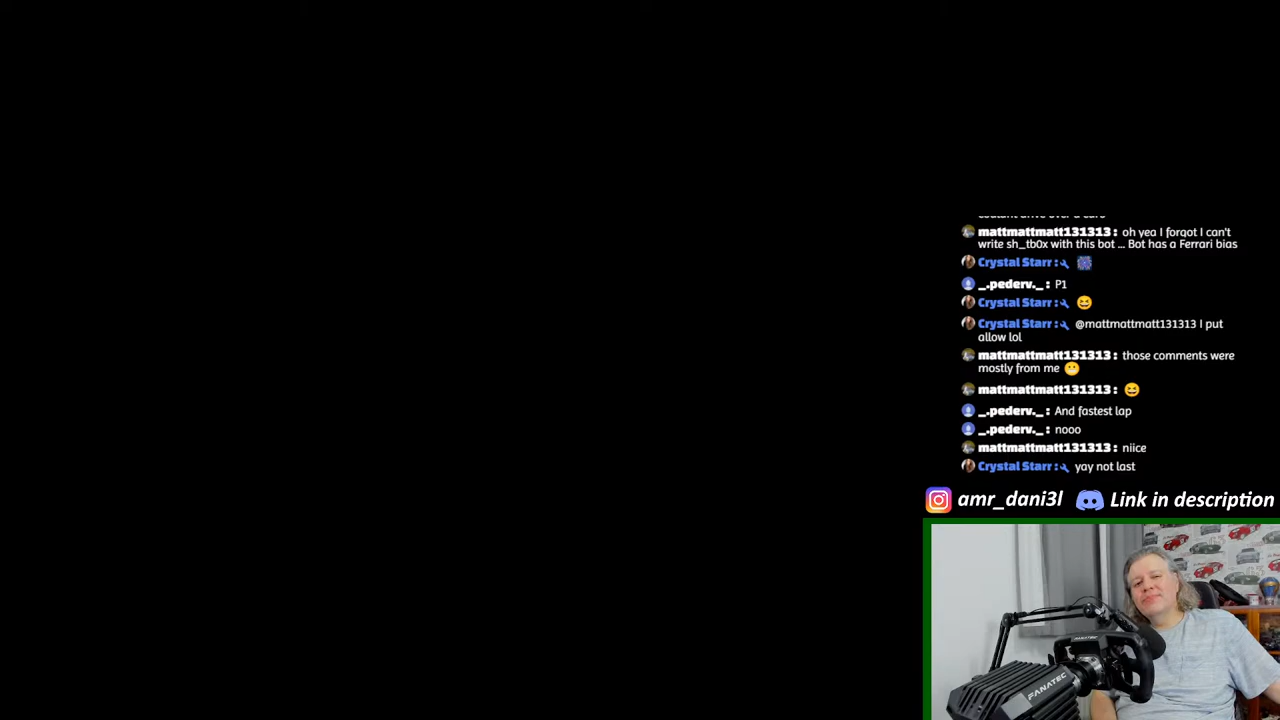 mattmattmatt131313 : oh yea I forgot I can't
write sh_tb0x with this bot ... Bot has a Ferrari bias
Crystal Starr :
_.pederv._ : P1
Crystal Starr : 😆
Crystal Starr : @mattmattmatt131313 I put
allow lol
mattmattmatt131313 : those comments were
mostly from me 😬
mattmattmatt131313 : 😆
_.pederv._ : And fastest lap
_.pederv._ : nooo
mattmattmatt131313 : niice
Crystal Starr : yay not last
amr_dani3l Link in description
FANATEC
FANATEC